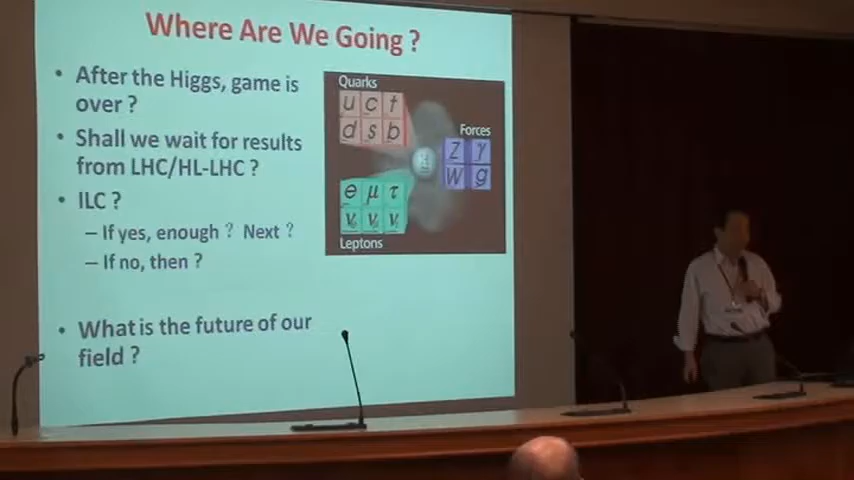 Where Are We Going ?
• After the Higgs, game is
over ?
• Shall we wait for results
from LHC/HL-LHC ?
• ILC ?
– If yes, enough ? Next ?
– If no, then ?
• What is the future of our
field ?
Quarks
u c t
d s b
Forces
Z γ
W g
e μ τ
ν ν ν
Leptons